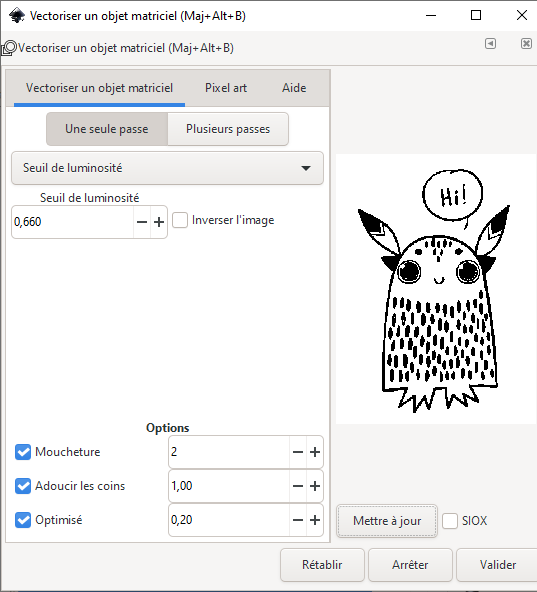 Vectoriser un objet matriciel (Maj+Alt+B)
Vectoriser un objet matriciel (Maj+Alt+B)
Vectoriser un objet matriciel Pixel art Aide
Une seule passe Plusieurs passes
Seuil de luminosité
Seuil de luminosité
0,660 Inverser l'image
Hi!
Options
Moucheture 2
Adoucir les coins 1,00
Optimisé 0,20
Mettre à jour SIOX
Rétablir Arrêter Valider